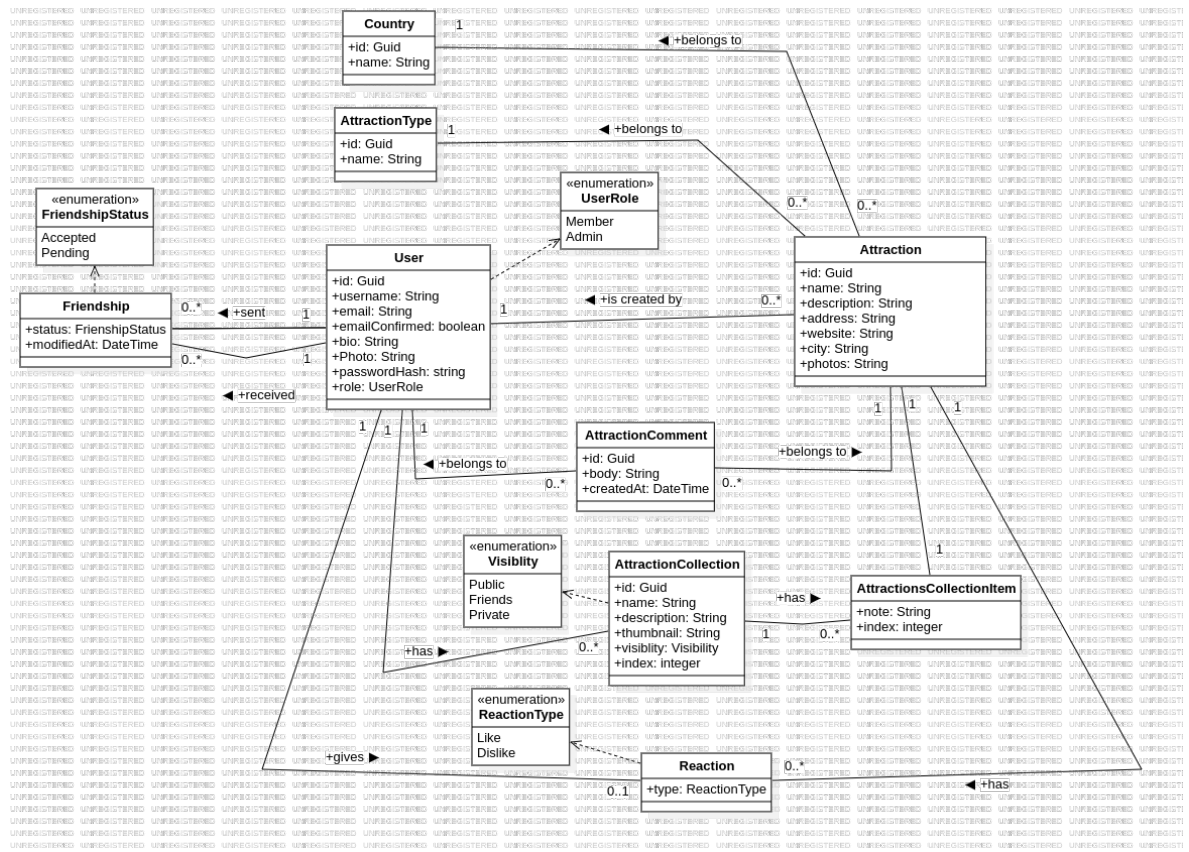 Country
+id: Guid
+name: String
1
◄ +belongs to
AttractionType
+id: Guid
+name: String
1
◄ +belongs to
0..*
0..*
«enumeration»
FriendshipStatus
Accepted
Pending
«enumeration»
UserRole
Member
Admin
Friendship
+status: FrienshipStatus
+modifiedAt: DateTime
0..*
◄ +sent
1
0..*
1
◄ +received
User
+id: Guid
+username: String
+email: String
+emailConfirmed: boolean
+bio: String
+Photo: String
+passwordHash: string
+role: UserRole
1
◄ +is created by
0..*
Attraction
+id: Guid
+name: String
+description: String
+address: String
+website: String
+city: String
+photos: String
1
1
1
1
1
1
◄ +belongs to
0..*
AttractionComment
+id: Guid
+body: String
+createdAt: DateTime
+belongs to ►
0..*
«enumeration»
Visiblity
Public
Friends
Private
AttractionCollection
+id: Guid
+name: String
+description: String
+thumbnail: String
+visiblity: Visibility
+index: integer
+has ►
0..*
+has ►
1
0..*
1
AttractionsCollectionItem
+note: String
+index: integer
«enumeration»
ReactionType
Like
Dislike
+gives ►
0..1
Reaction
+type: ReactionType
0..*
◄ +has
UNREGISTERED